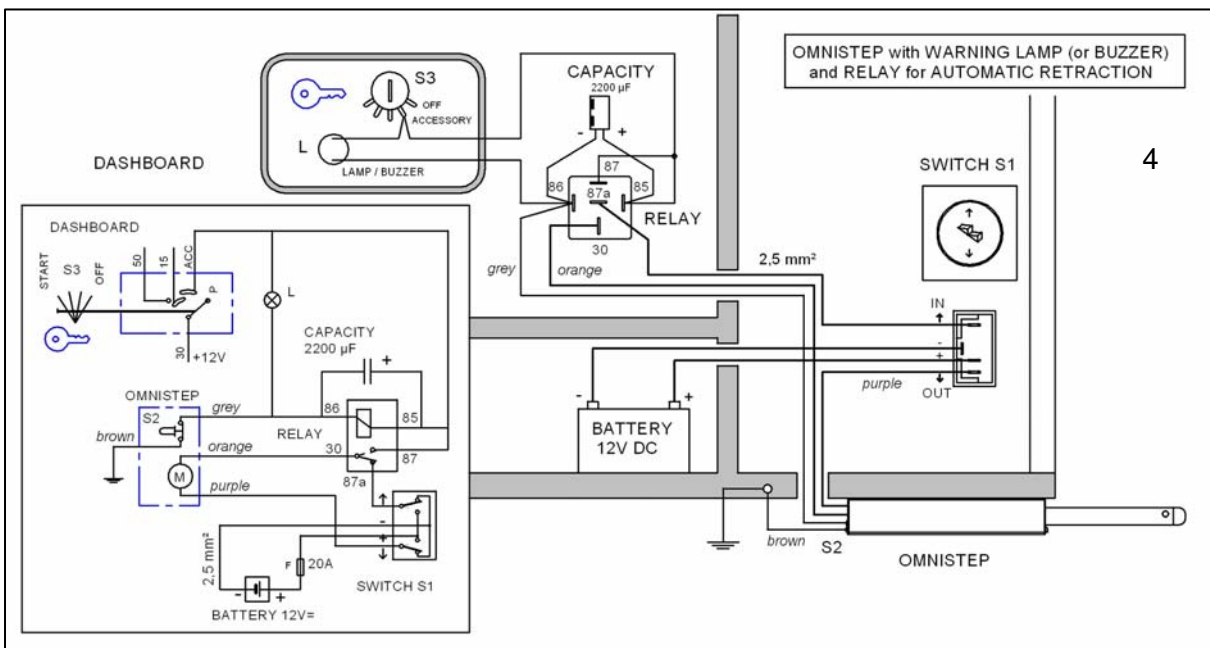 OMNISTEP with WARNING LAMP (or BUZZER)
and RELAY for AUTOMATIC RETRACTION
4
DASHBOARD
S3
OFF
ACCESSORY
L
LAMP / BUZZER
CAPACITY
2200 µF
- +
87
86
87a
85
RELAY
30
grey
orange
2,5 mm²
SWITCH S1
IN
-
+
purple
OUT
- +
BATTERY
12V DC
brown
S2
OMNISTEP
DASHBOARD
START
S3
OFF
50
15
ACC
P
30
+12V
L
CAPACITY
2200 µF
+
OMNISTEP
S2
grey
86
85
brown
RELAY
orange
30
87
M
87a
purple
-
+
2,5 mm²
F
20A
SWITCH S1
- +
BATTERY 12V=